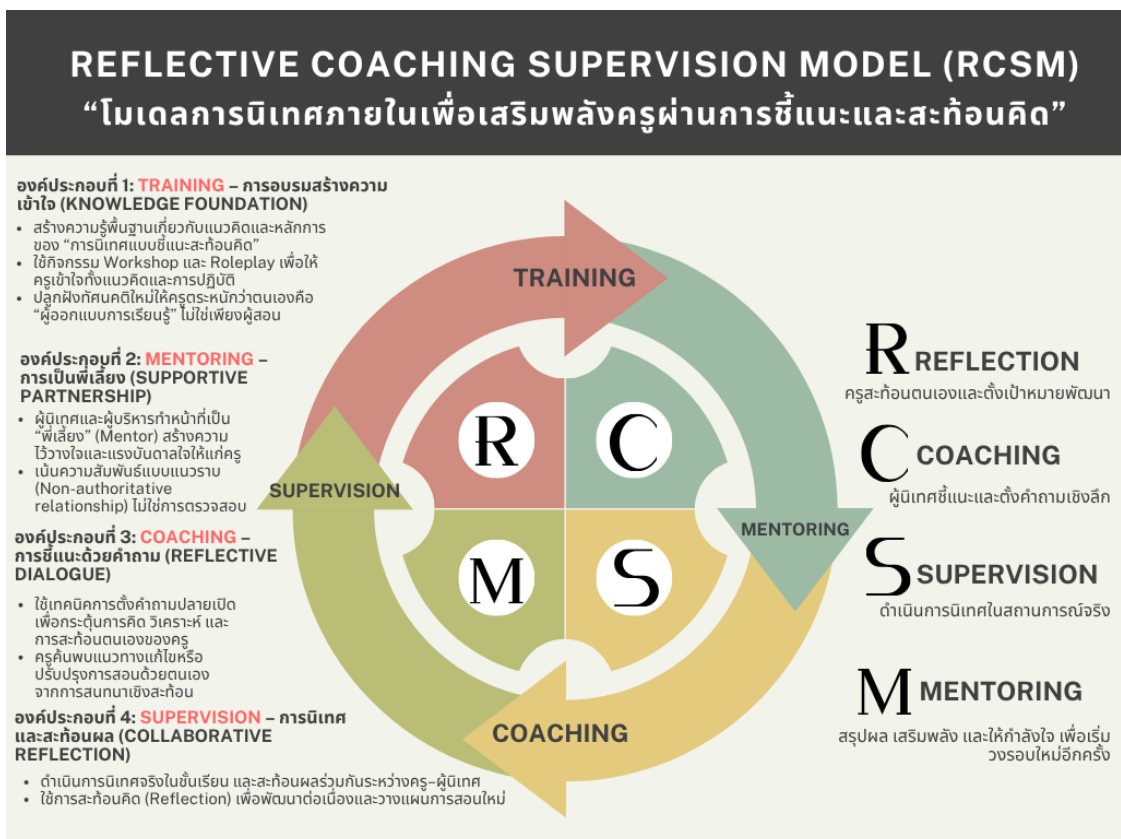 REFLECTIVE COACHING SUPERVISION MODEL (RCSM)
“โมเดลการนิเทศภายในเพื่อเสริมพลังครูผ่านการชี้แนะและสะท้อนคิด”
องค์ประกอบที่ 1: TRAINING – การอบรมสร้างความ
เข้าใจ (KNOWLEDGE FOUNDATION)
• สร้างความรู้พื้นฐานเกี่ยวกับแนวคิดและหลักการ
ของ “การนิเทศแบบชี้แนะสะท้อนคิด”
• ใช้กิจกรรม Workshop และ Roleplay เพื่อให้
ครูเข้าใจทั้งแนวคิดและการปฏิบัติ
• ปลูกฝังทัศนคติใหม่ให้ครูตระหนักว่าตนเองคือ
“ผู้ออกแบบการเรียนรู้” ไม่ใช่เพียงผู้สอน
องค์ประกอบที่ 2: MENTORING –
การเป็นพี่เลี้ยง (SUPPORTIVE
PARTNERSHIP)
• ผู้นิเทศและผู้บริหารทำหน้าที่เป็น
“พี่เลี้ยง” (Mentor) สร้างความ
ไว้วางใจและแรงบันดาลใจให้แก่ครู
• เน้นความสัมพันธ์แบบแนวราบ
(Non-authoritative
relationship) ไม่ใช่การตรวจสอบ
องค์ประกอบที่ 3: COACHING –
การชี้แนะด้วยคำถาม (REFLECTIVE
DIALOGUE)
• ใช้เทคนิคการตั้งคำถามปลายเปิด
เพื่อกระตุ้นการคิด วิเคราะห์ และ
การสะท้อนตนเองของครู
• ครูค้นพบแนวทางแก้ไขหรือ
ปรับปรุงการสอนด้วยตนเอง
จากการสนทนาเชิงสะท้อน
องค์ประกอบที่ 4: SUPERVISION – การนิเทศ
และสะท้อนผล (COLLABORATIVE
REFLECTION)
• ดำเนินการนิเทศจริงในชั้นเรียน และสะท้อนผลร่วมกันระหว่างครู–ผู้นิเทศ
• ใช้การสะท้อนคิด (Reflection) เพื่อพัฒนาต่อเนื่องและวางแผนการสอนใหม่
TRAINING
MENTORING
COACHING
SUPERVISION
R
C
M
S
R REFLECTION
ครูสะท้อนตนเองและตั้งเป้าหมายพัฒนา
C COACHING
ผู้นิเทศชี้แนะและตั้งคำถามเชิงลึก
S SUPERVISION
ดำเนินการนิเทศในสถานการณ์จริง
M MENTORING
สรุปผล เสริมพลัง และให้กำลังใจ เพื่อเริ่ม
วงรอบใหม่อีกครั้ง